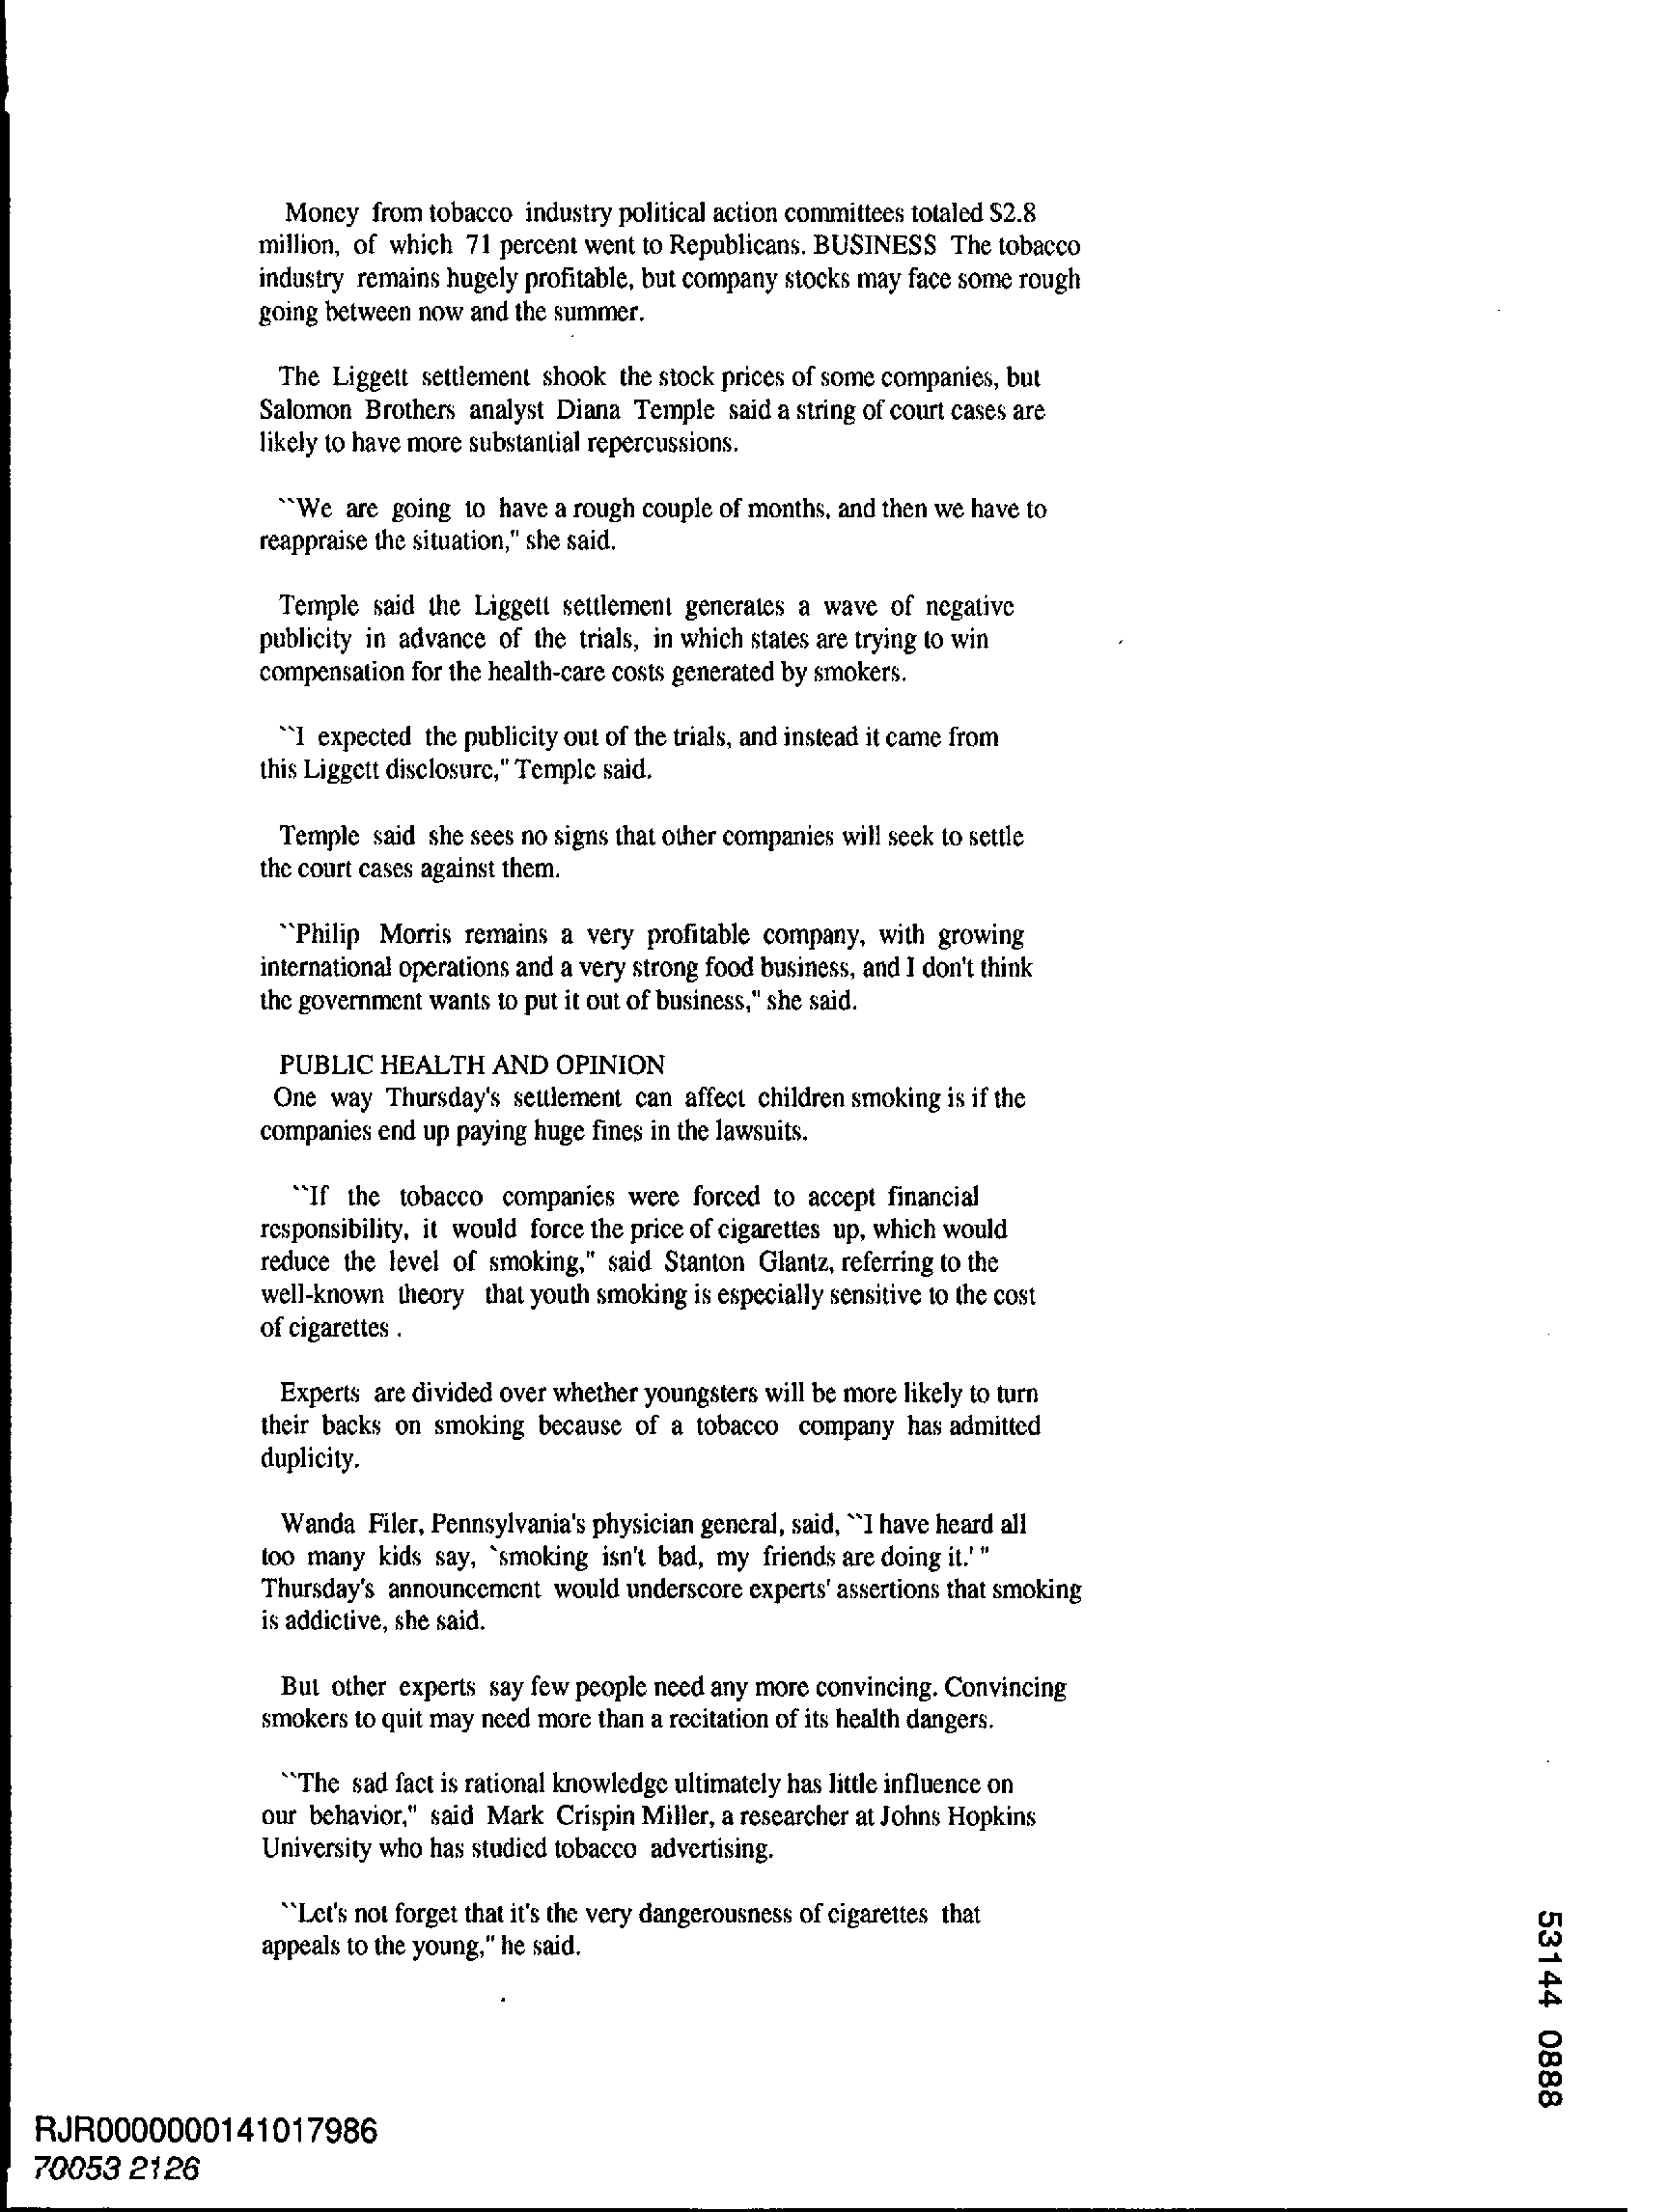 Money from tobacco industry political action committees totaled $2.8
million, of which 71 percent went to Republicans. BUSINESS The tobacco
industry remains hugely profitable, but company stocks may face some rough
going between now and the summer.
The Liggett settlement shook the stock prices of some companies, but
Salomon Brothers analyst Diana Temple said a string of court cases are
likely to have more substantial repercussions.
``We are going to have a rough couple of months, and then we have to
reappraise the situation," she said.
Temple said the Liggett settlement generates a wave of negative
publicity in advance of the trials, in which states are trying to win
compensation for the health-care costs generated by smokers.
``I expected the publicity out of the trials, and instead it came from
this Liggett disclosure," Temple said.
Temple said she sees no signs that other companies will seek to settle
the court cases against them.
``Philip Morris remains a very profitable company, with growing
international operations and a very strong food business, and I don't think
the government wants to put it out of business," she said.
PUBLIC HEALTH AND OPINION
One way Thursday's settlement can affect children smoking is if the
companies end up paying huge fines in the lawsuits.
``If the tobacco companies were forced to accept financial
responsibility, it would force the price of cigarettes up, which would
reduce the level of smoking," said Stanton Glantz, referring to the
well-known theory that youth smoking is especially sensitive to the cost
of cigarettes .
Experts are divided over whether youngsters will be more likely to turn
their backs on smoking because of a tobacco company has admitted
duplicity.
Wanda Filer, Pennsylvania's physician general, said, ``I have heard all
too many kids say, `smoking isn't bad, my friends are doing it.' "
Thursday's announcement would underscore experts' assertions that smoking
is addictive, she said.
But other experts say few people need any more convincing. Convincing
smokers to quit may need more than a recitation of its health dangers.
``The sad fact is rational knowledge ultimately has little influence on
our behavior," said Mark Crispin Miller, a researcher at Johns Hopkins
University who has studied tobacco advertising.
``Let's not forget that it's the very dangerousness of cigarettes that
appeals to the young," he said.
53144 0888
RJR0000000141017986
70053 2126